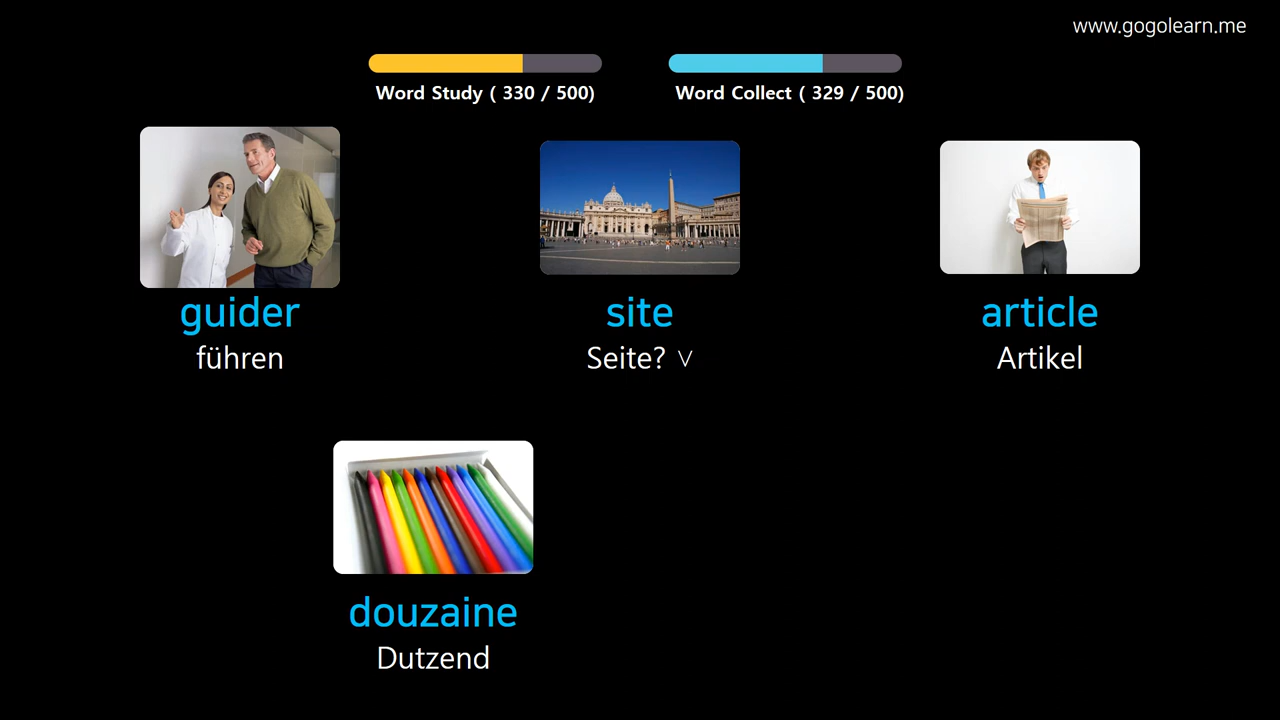 www.gogolearn.me
Word Study ( 330 / 500)
Word Collect ( 329 / 500)
guider
führen
site
Seite? V
article
Artikel
douzaine
Dutzend